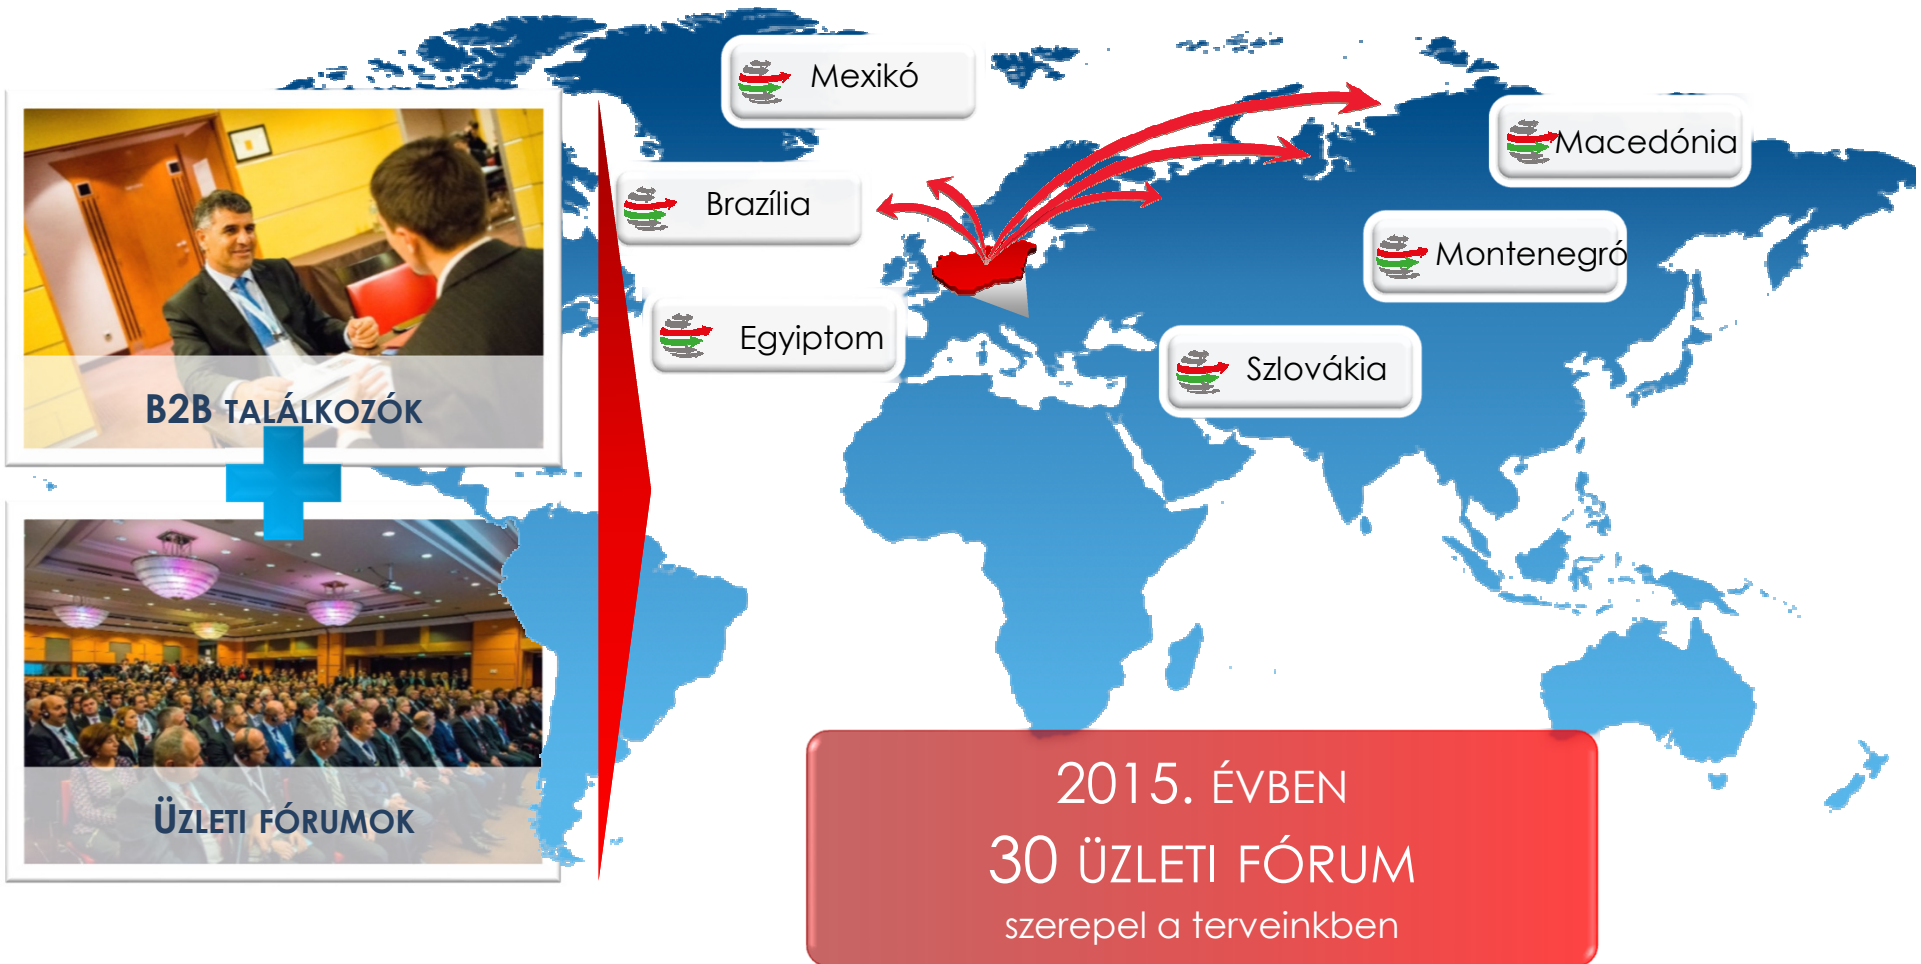 B2B TALÁLKOZÓK
ÜZLETI FÓRUMOK
Mexikó
Brazília
Egyiptom
Macedónia
Montenegró
Szlovákia
2015. ÉVBEN
30 ÜZLETI FÓRUM
szerepel a terveinkben